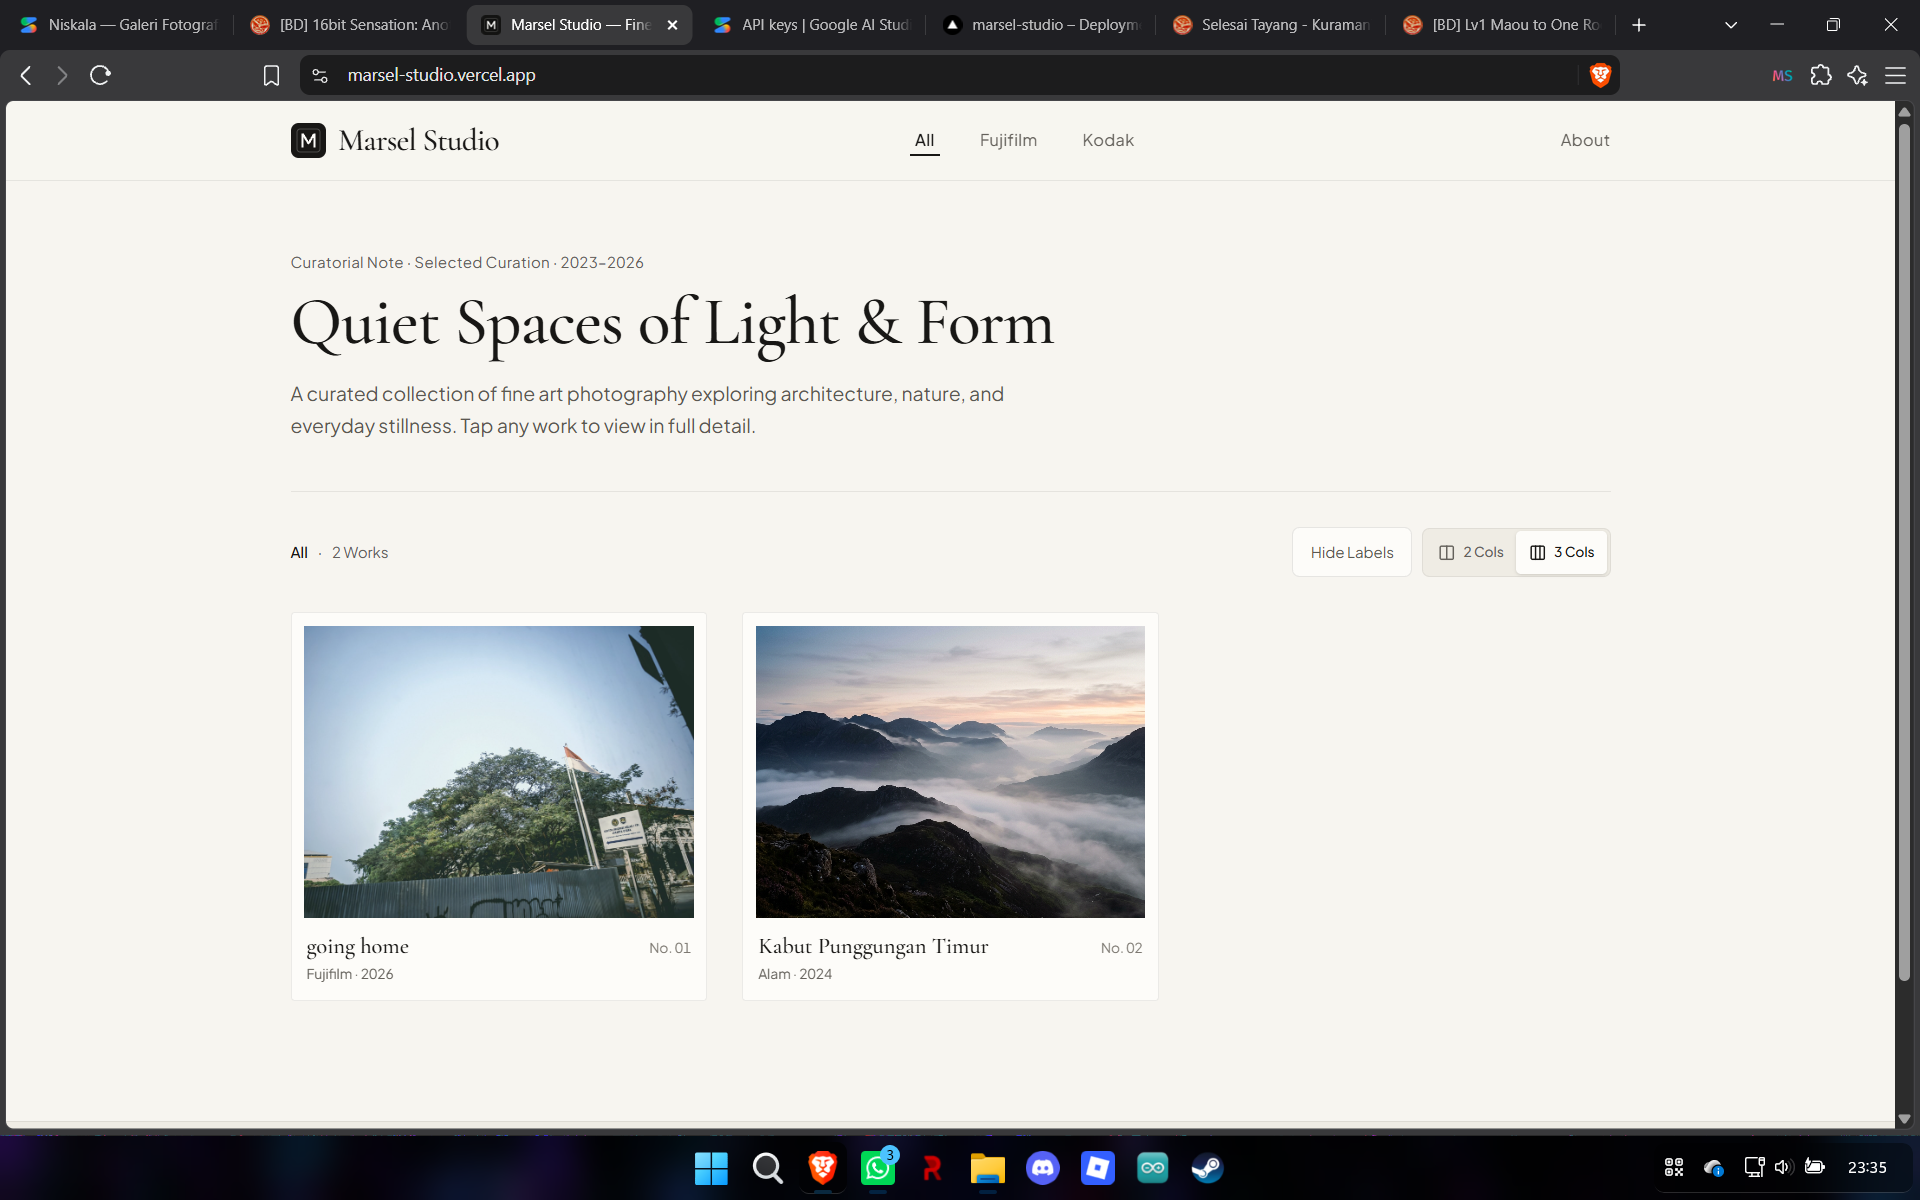 Niskala — Galeri Fotograf
[BD] 16bit Sensation: Ano
Marsel Studio — Fine
API keys | Google AI Stud
marsel-studio – Deploym
Selesai Tayang - Kuraman
[BD] Lv1 Maou to One Ro
marsel-studio.vercel.app
MS
M
Marsel Studio
All
Fujifilm
Kodak
About
Curatorial Note · Selected Curation · 2023–2026
Quiet Spaces of Light & Form
A curated collection of fine art photography exploring architecture, nature, and
everyday stillness. Tap any work to view in full detail.
All · 2 Works
Hide Labels
2 Cols
3 Cols
going home
No. 01
Fujifilm · 2026
Kabut Punggungan Timur
No. 02
Alam · 2024
3
23:35